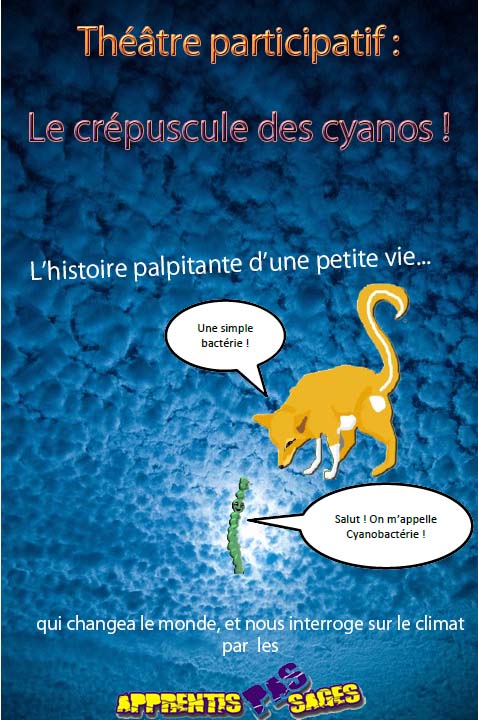 Théâtre participatif :
Le crépuscule des cyanos !
L'histoire palpitante d'une petite vie...
Une simple
bactérie !
Salut ! On m'appelle
Cyanobactérie !
qui changea le monde, et nous interroge sur le climat
par les
APPRENTIS PAS SAGES